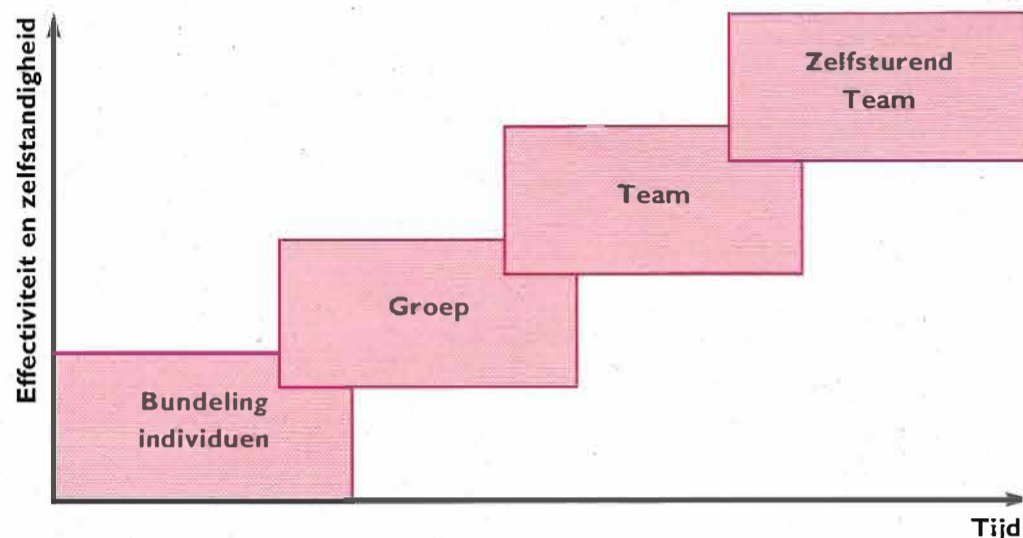 Effectiviteit en zelfstandigheid
Zelfsturend
Team
Team
Groep
Bundeling
individuen
Tijd